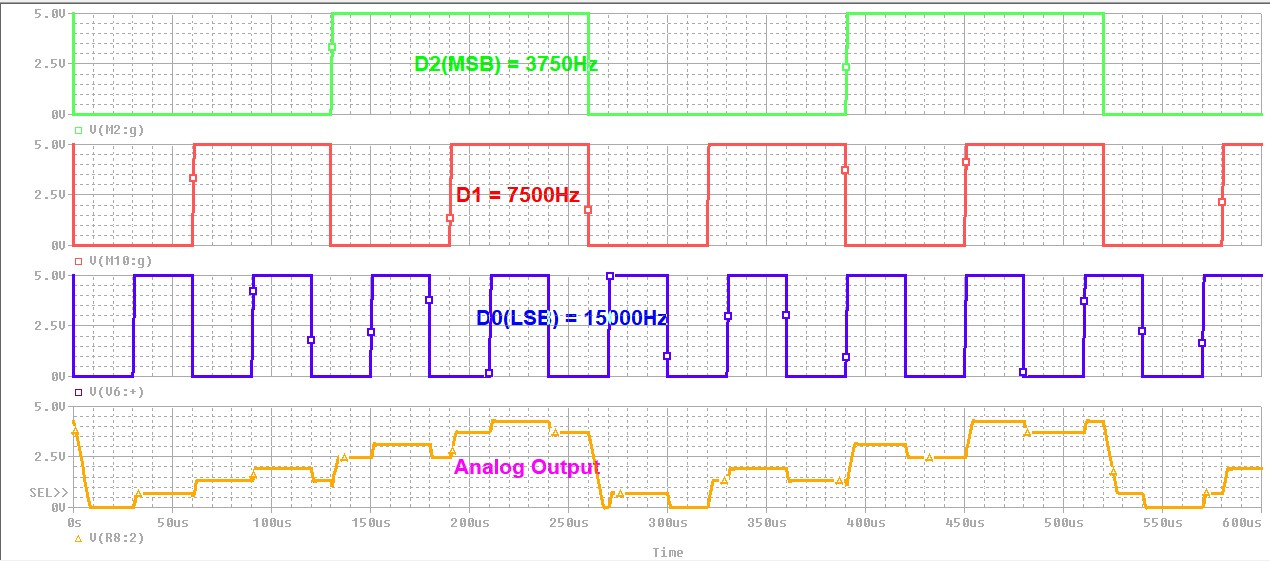 5.0V
D2(MSB) = 3750Hz
2.5V
0V
V(M2:g)
5.0V
D1 = 7500Hz
2.5V
0V
V(M10:g)
5.0V
D0(LSB) = 15000Hz
2.5V
0V
V(V6:+)
5.0V
2.5V
Analog Output
SEL>>
0V
0s 50us 100us 150us 200us 250us 300us 350us 400us 450us 500us 550us 600us
V(R8:2)
Time